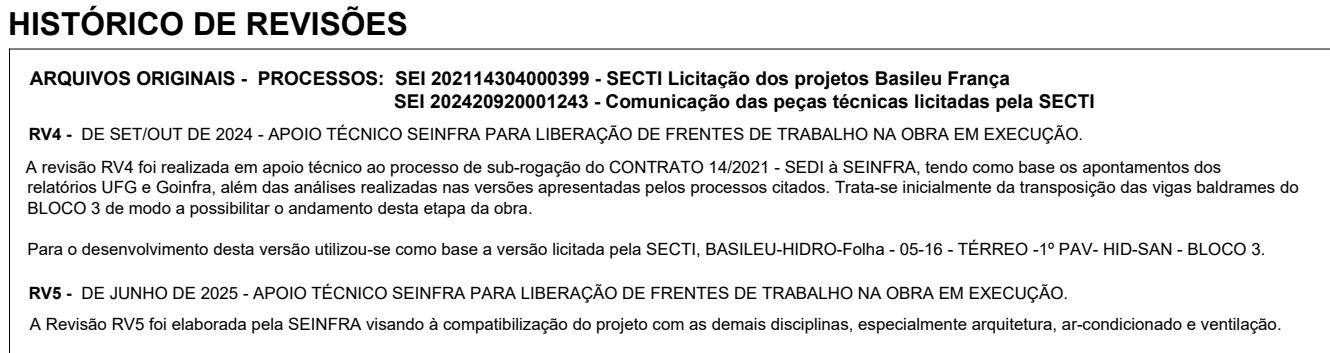 HISTÓRICO DE REVISÕES
ARQUIVOS ORIGINAIS - PROCESSOS: SEI 202114304000399 - SECTI Licitação dos projetos Basileu França
SEI 202420920001243 - Comunicação das peças técnicas licitadas pela SECTI
RV4 - DE SET/OUT DE 2024 - APOIO TÉCNICO SEINFRA PARA LIBERAÇÃO DE FRENTES DE TRABALHO NA OBRA EM EXECUÇÃO.
A revisão RV4 foi realizada em apoio técnico ao processo de sub-rogação do CONTRATO 14/2021 - SEDI à SEINFRA, tendo como base os apontamentos dos
relatórios UFG e Goinfra, além das análises realizadas nas versões apresentadas pelos processos citados. Trata-se inicialmente da transposição das vigas baldrames do
BLOCO 3 de modo a possibilitar o andamento desta etapa da obra.
Para o desenvolvimento desta versão utilizou-se como base a versão licitada pela SECTI, BASILEU-HIDRO-Folha - 05-16 - TÉRREO -1º PAV- HID-SAN - BLOCO 3.
RV5 - DE JUNHO DE 2025 - APOIO TÉCNICO SEINFRA PARA LIBERAÇÃO DE FRENTES DE TRABALHO NA OBRA EM EXECUÇÃO.
A Revisão RV5 foi elaborada pela SEINFRA visando à compatibilização do projeto com as demais disciplinas, especialmente arquitetura, ar-condicionado e ventilação.